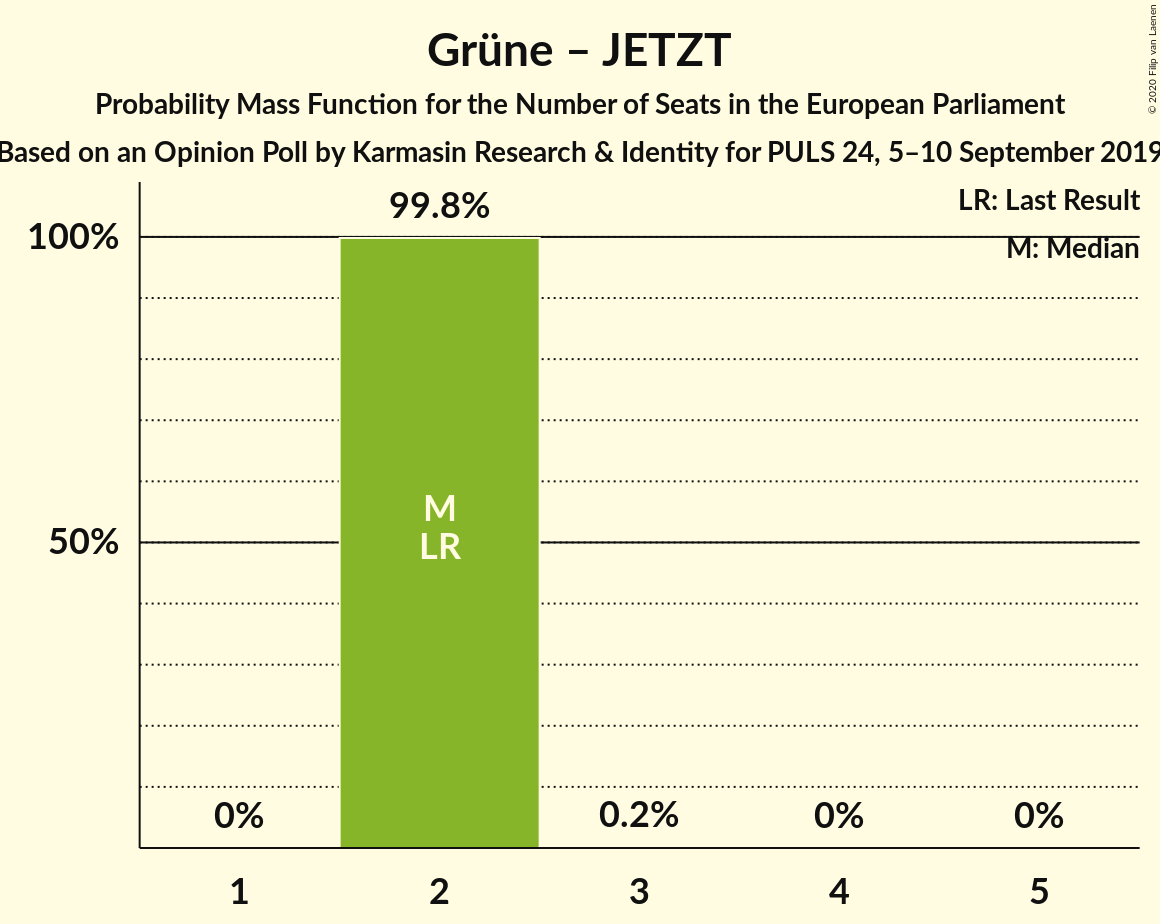 Grüne – JETZT
Probability Mass Function for the Number of Seats in the European Parliament
Based on an Opinion Poll by Karmasin Research & Identity for PULS 24, 5–10 September 2019
© 2020 Filip van Laenen
99.8%
LR: Last Result
100%
M: Median
M
50%
LR
0%
0.2%
0%
0%
1
2
3
4
5